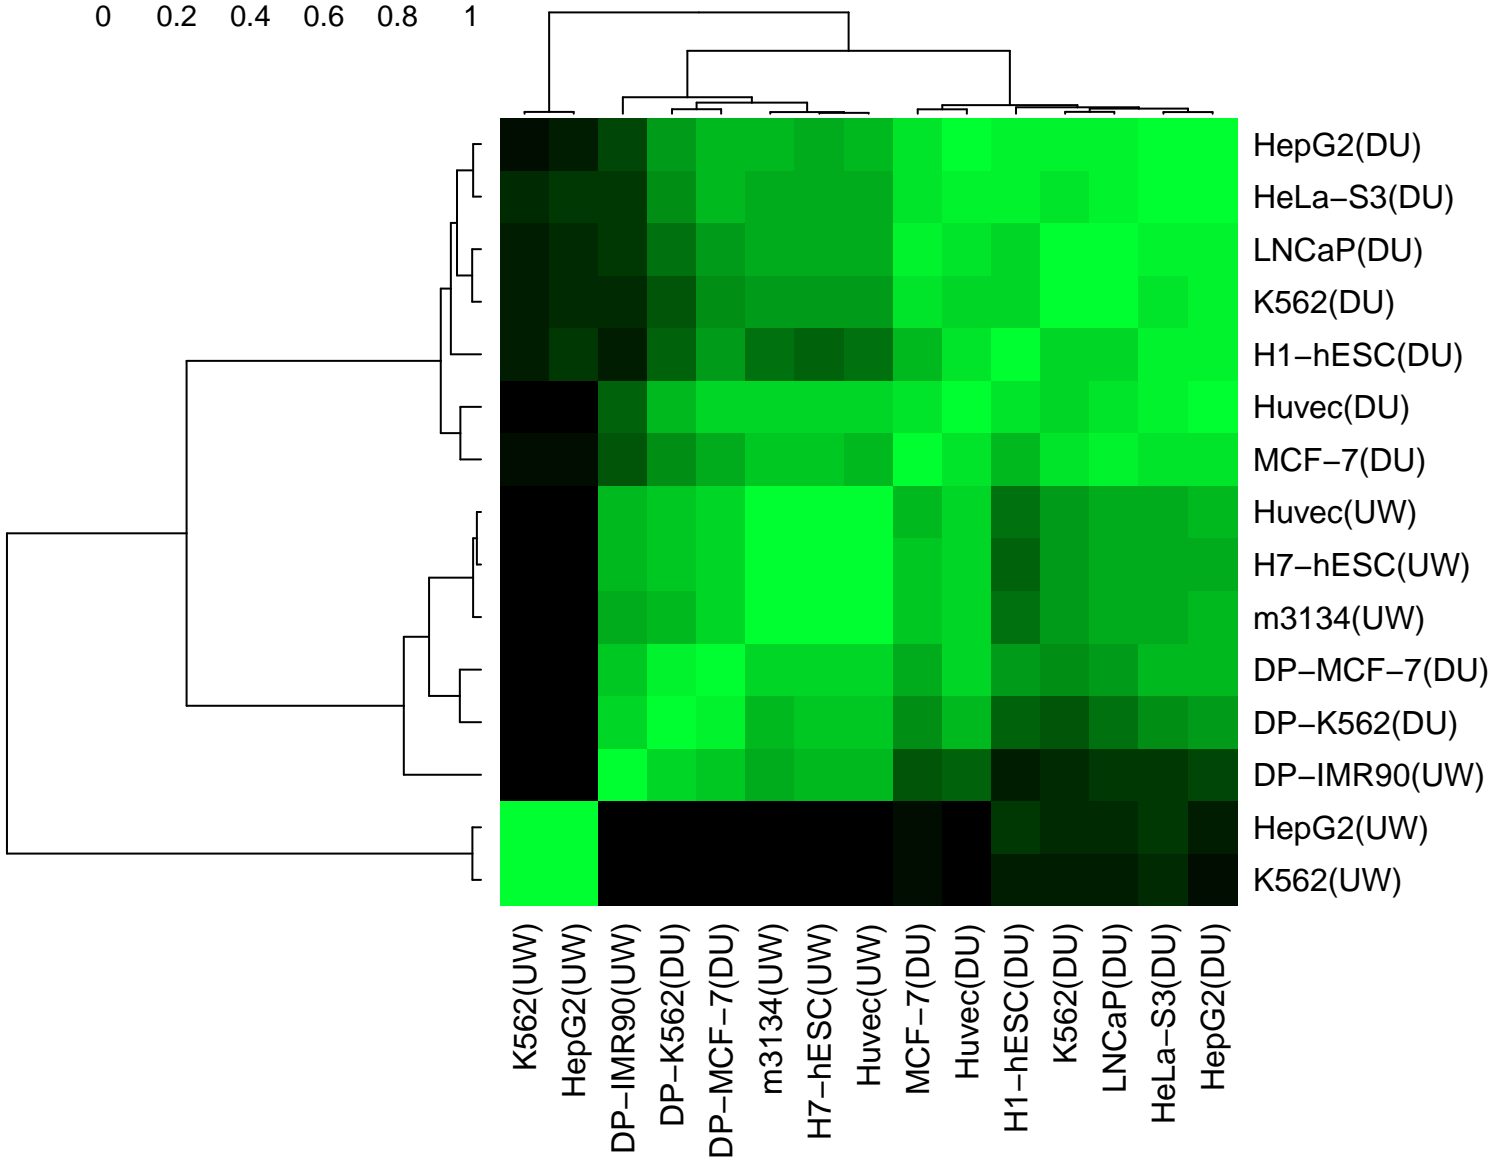 0 0.2 0.4 0.6 0.8 1
HepG2(DU)
HeLa−S3(DU)
LNCaP(DU)
K562(DU)
H1−hESC(DU)
Huvec(DU)
MCF−7(DU)
Huvec(UW)
H7−hESC(UW)
m3134(UW)
DP−MCF−7(DU)
DP−K562(DU)
DP−IMR90(UW)
HepG2(UW)
K562(UW)
K562(UW)
HepG2(UW)
DP−IMR90(UW)
DP−K562(DU)
DP−MCF−7(DU)
m3134(UW)
H7−hESC(UW)
Huvec(UW)
MCF−7(DU)
Huvec(DU)
H1−hESC(DU)
K562(DU)
LNCaP(DU)
HeLa−S3(DU)
HepG2(DU)